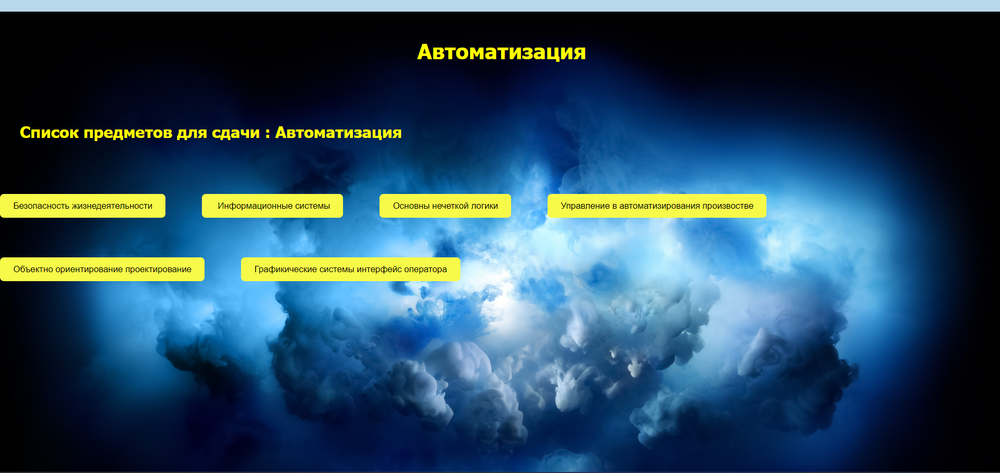 Автоматизация
Список предметов для сдачи : Автоматизация
Безопасность жизнедеятельности
Информационные системы
Основны нечеткой логики
Управление в автоматизирования произвостве
Объектно ориентирование проектирование
Графикические системы интерфейс оператора